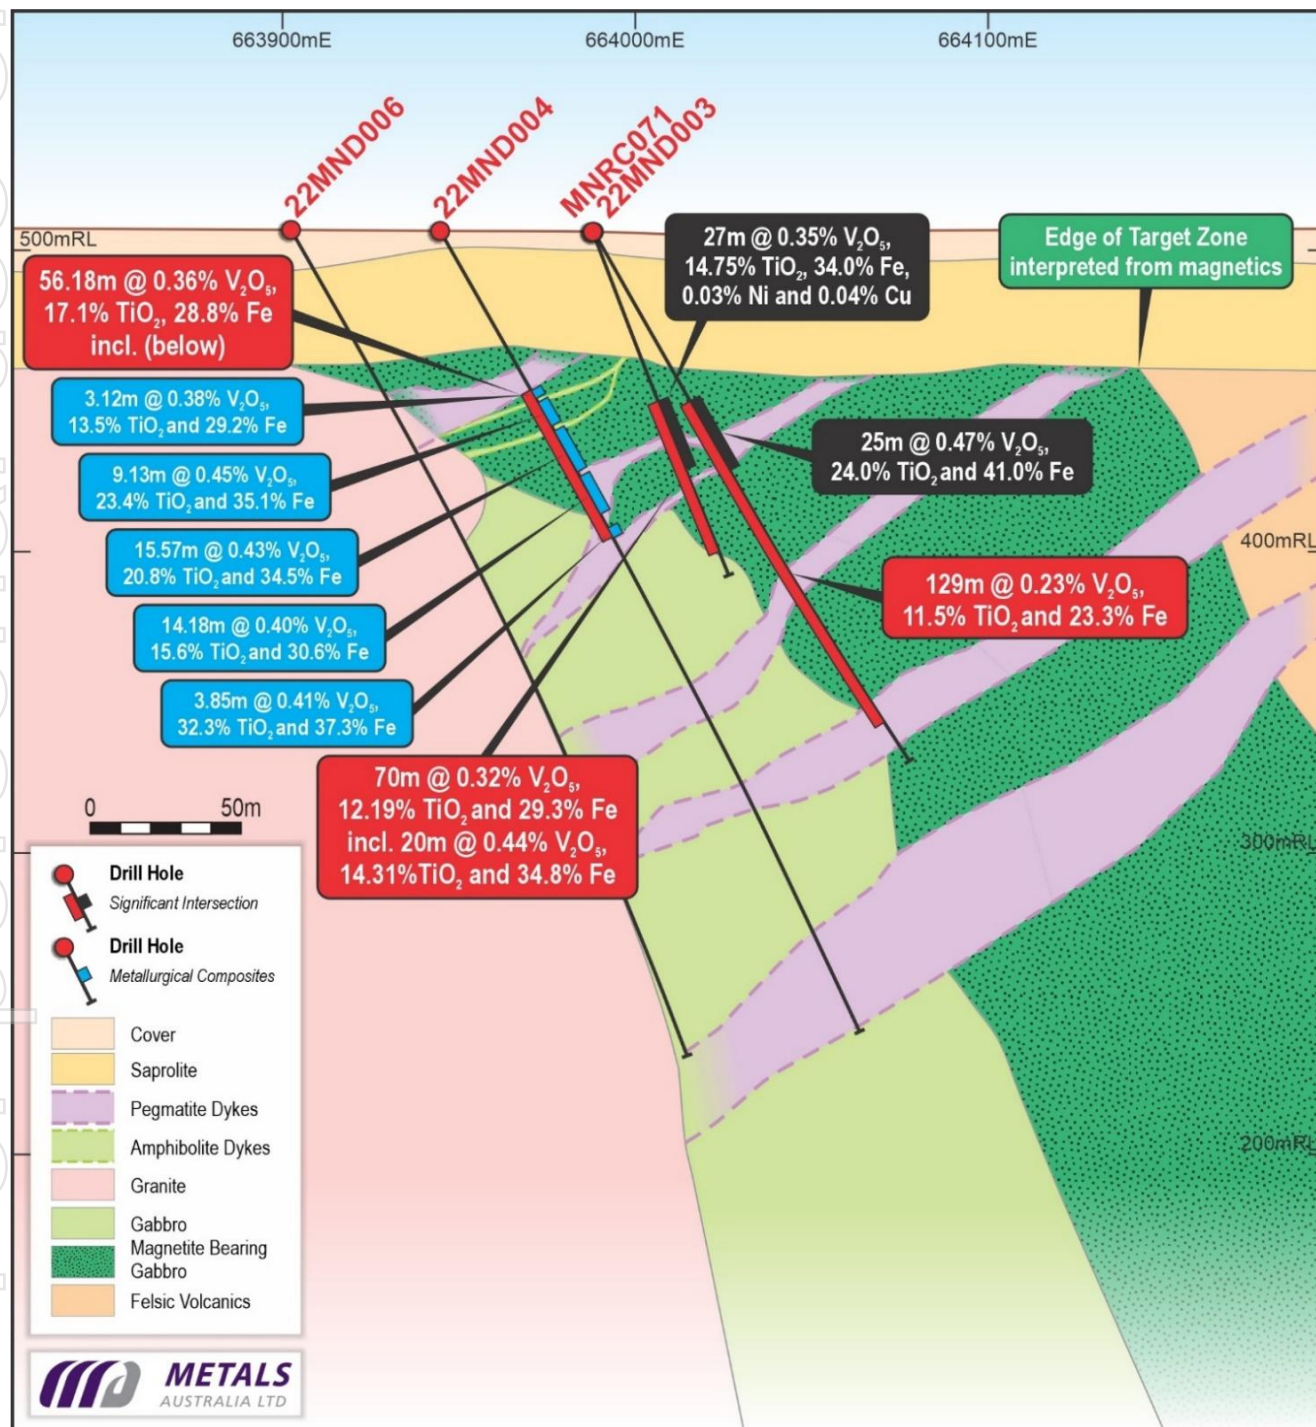 663900mE
664000mE
664100mE
22MND006
22MND004
MNRC071
22MND003
500mRL
400mRL
300mRL
200mRL
56.18m @ 0.36% V₂O₅,
17.1% TiO₂, 28.8% Fe
incl. (below)
3.12m @ 0.38% V₂O₅,
13.5% TiO₂ and 29.2% Fe
9.13m @ 0.45% V₂O₅,
23.4% TiO₂ and 35.1% Fe
15.57m @ 0.43% V₂O₅,
20.8% TiO₂ and 34.5% Fe
14.18m @ 0.40% V₂O₅,
15.6% TiO₂ and 30.6% Fe
3.85m @ 0.41% V₂O₅,
32.3% TiO₂ and 37.3% Fe
70m @ 0.32% V₂O₅,
12.19% TiO₂ and 29.3% Fe
incl. 20m @ 0.44% V₂O₅,
14.31%TiO₂ and 34.8% Fe
27m @ 0.35% V₂O₅,
14.75% TiO₂, 34.0% Fe,
0.03% Ni and 0.04% Cu
Edge of Target Zone
interpreted from magnetics
25m @ 0.47% V₂O₅,
24.0% TiO₂ and 41.0% Fe
129m @ 0.23% V₂O₅,
11.5% TiO₂ and 23.3% Fe
0 50m
Drill Hole
Significant Intersection
Drill Hole
Metallurgical Composites
Cover
Saprolite
Pegmatite Dykes
Amphibolite Dykes
Granite
Gabbro
Magnetite Bearing
Gabbro
Felsic Volcanics
METALS
AUSTRALIA LTD